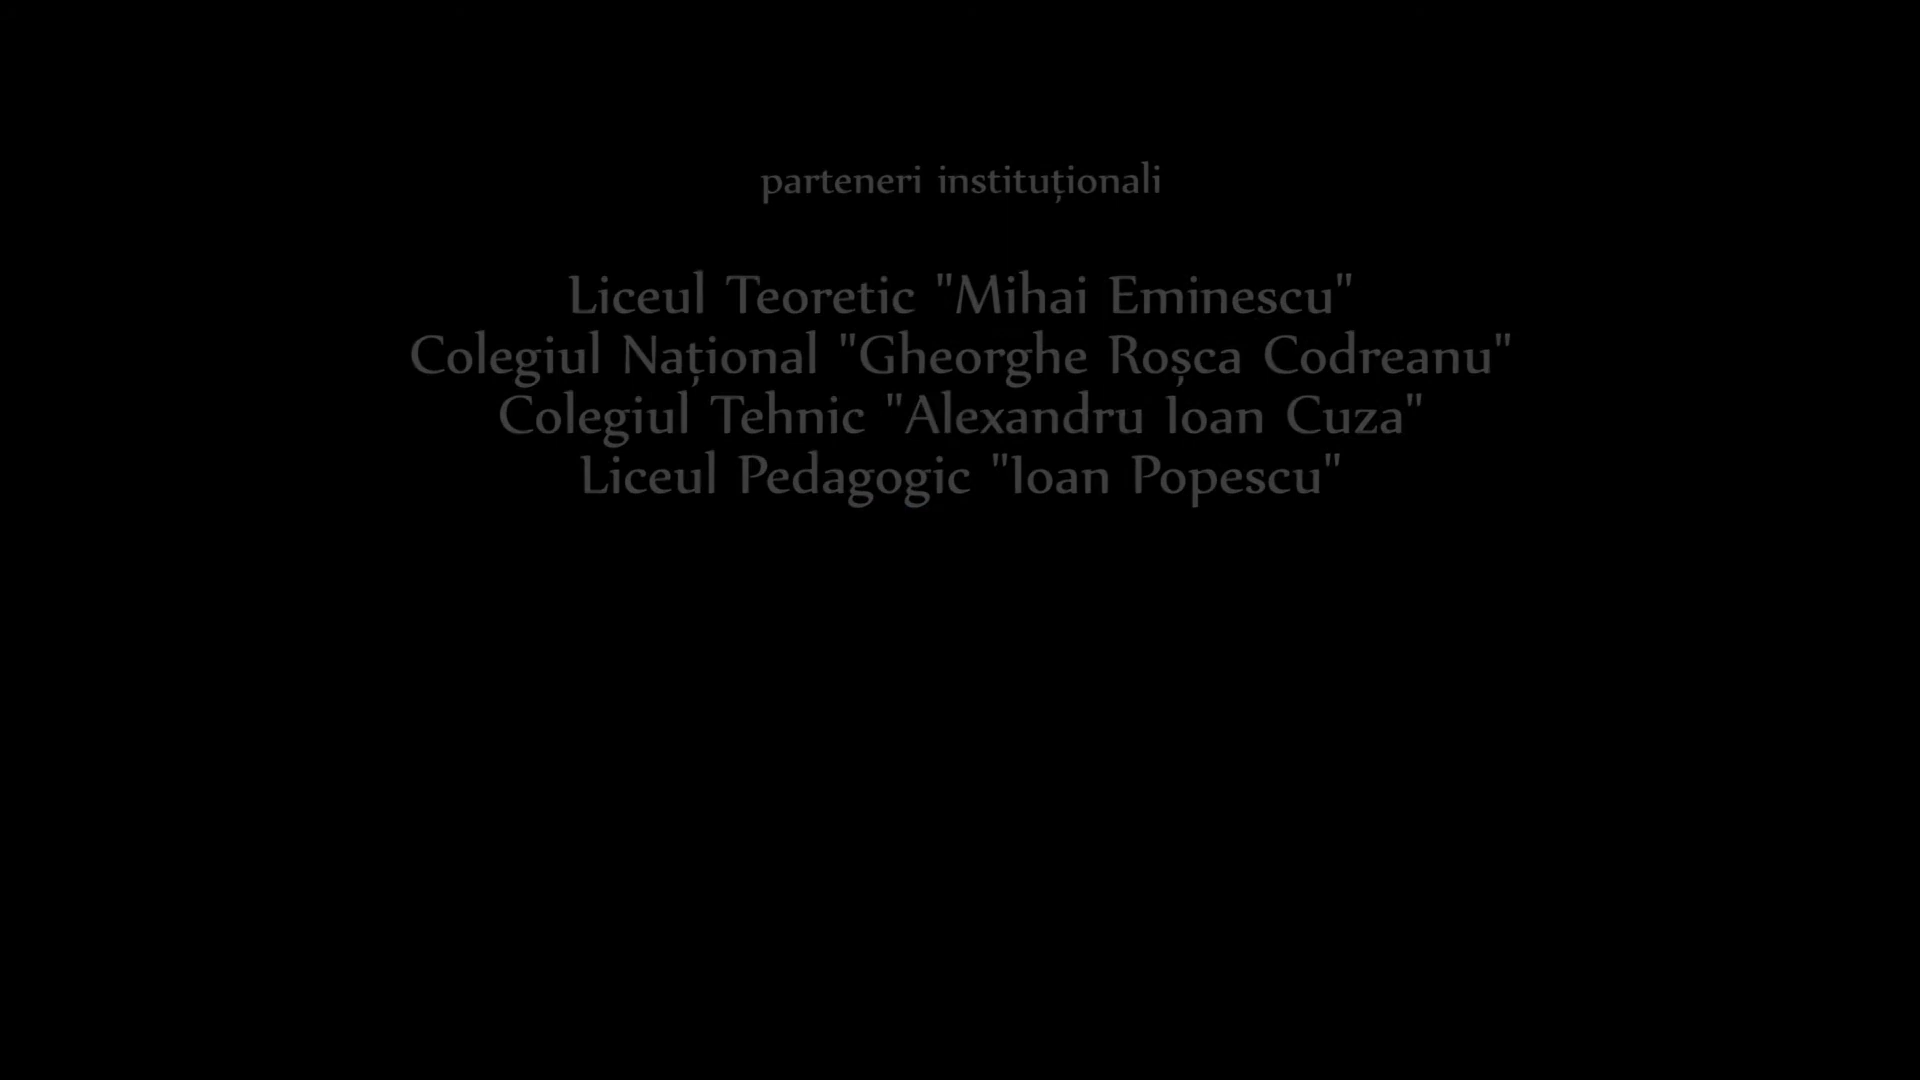 parteneri instituționali
Liceul Teoretic "Mihai Eminescu"
Colegiul Național "Gheorghe Roșca Codreanu"
Colegiul Tehnic "Alexandru Ioan Cuza"
Liceul Pedagogic "Ioan Popescu"